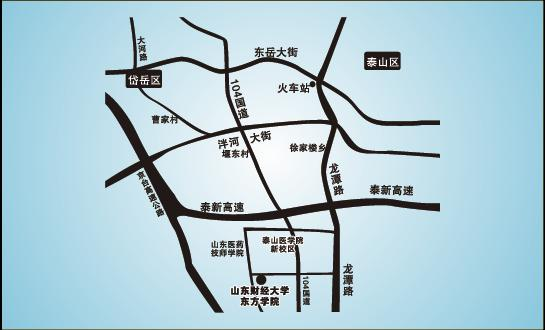 大河路
东岳大街
泰山区
岱岳区
火车站
104国道
曹家村
泮河大街
堰东村
徐家楼乡
龙潭路
京台高速公路
泰新高速
泰新高速
山东医药
技师学院
泰山医学院
新校区
龙潭路
104国道
山东财经大学
东方学院